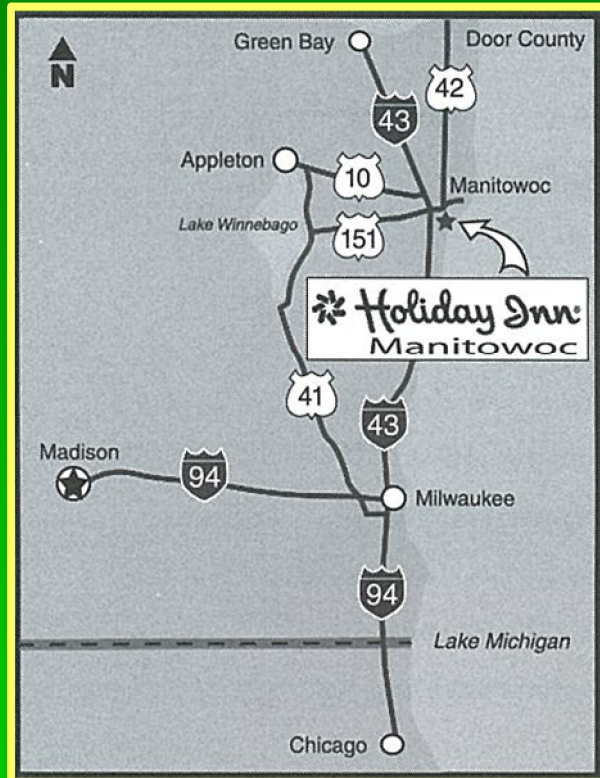 Green Bay
Door County
N
42
43
Appleton
10
Manitowoc
Lake Winnebago
151
Holiday Inn®
Manitowoc
41
43
Madison
94
Milwaukee
94
Lake Michigan
Chicago